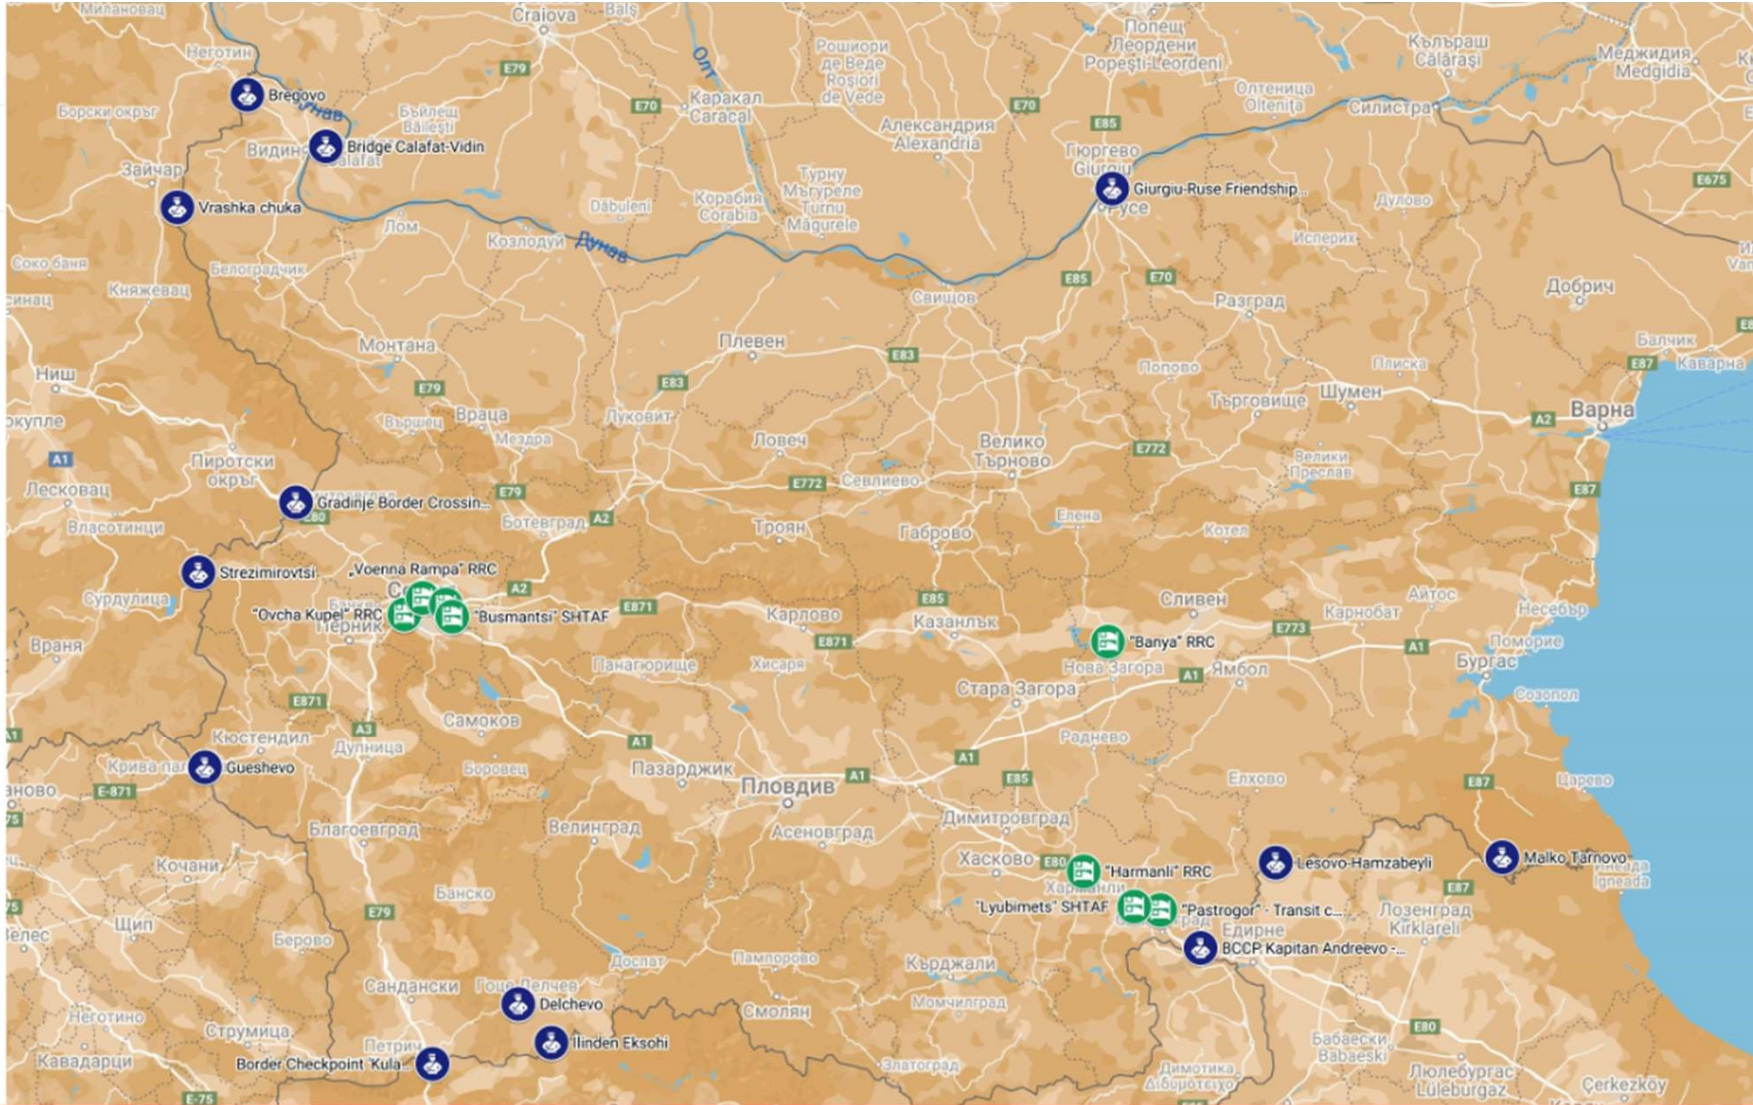 Милановац
Craiova
Балш
Попещ
Леордени
Popești-Leordeni
Кълъраш
Călărași
Меджидия
Medgidia
Неготин
E79
Олт
Рошиори
де Веде
Roșiori
de Vede
Bregovo
Борски окръг
Бъйлещ
Băilești
E70
Каракал
Caracal
E70
Олтеница
Oltenița
Силистра
Александрия
Alexandria
E85
Видин
Bridge Calafat-Vidin
Гюргево
Giurgiu
Зайчар
Vrashka chuka
Турну
Мъгуреле
Turnu
Măgurele
Giurgiu-Ruse Friendship...
Русе
E675
Дулово
Dăbuleni
Корабия
Corabia
Лом
Козлодуй
Дунав
Исперих
Соко баня
Белоградчик
Княжевац
E85
E70
Свищов
Разград
Добрич
Монтана
Плевен
E83
Балчик
Каварна
E87
Ниш
E79
E83
Попово
Плиска
Шумен
Търговище
Варна
A2
Враца
Вършец
Луковит
Мездра
Ловеч
Велико
Търново
E772
A1
Пиротски
окръг
Лесковац
Велики
Преслав
E772
Севлиево
E79
E87
Gradinje Border Crossin...
E80
Власотинци
Ботевград
A2
Троян
Габрово
Елена
Котел
Strezimirovtsi
„Voenna Rampa" RRC
A2
Сурдулица
E871
E85
Сливен
Айтос
Карнобат
Несебър
"Ovcha Kupel" RRC
"Busmantsi" SHTAF
Перник
Карлово
Казанлък
E773
Враня
E871
"Banya" RRC
A1
Поморие
Бургас
Панагюрище
Хисаря
Нова Загора
A1
Ямбол
Стара Загора
Созопол
E871
Самоков
A3
Кюстендил
Дупница
A1
A1
Раднево
Gueshevo
Боровец
Пазарджик
A1
E85
Елхово
E87
Царево
E-871
Пловдив
Благоевград
Велинград
Асеновград
Димитровград
Кочани
Хасково
E80
"Harmanli" RRC
Lesovo-Hamzabeyli
Malko Tarnovo
Igneada
Банско
E87
E79
"Lyubimets" SHTAF
"Pastrogor" - Transit c...
Лозенград
Kirklareli
Щип
Берово
Едирне
BCCP Kapitan Andreevo -...
Доспат
Пампорово
Кърджали
Сандански
Гоце Делчев
Delchevo
Смолян
Момчилград
Неготино
Струмица
E80
Ilinden Eksohi
Петрич
Бабаески
Babaeski
Кавадарци
Border Checkpoint 'Kula...
Златоград
Димотика
Διδυμότειχο
Люлебургас
Lüleburgaz
Çerkezköy
E-75